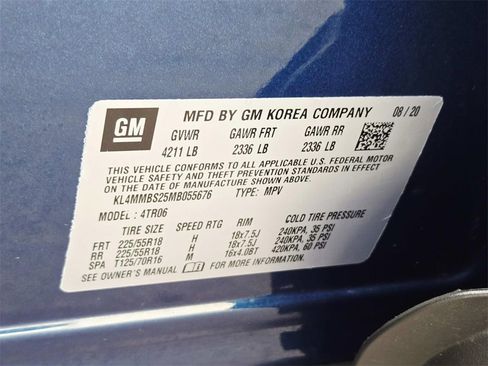 GM
MFD BY GM KOREA COMPANY 08/20
GVWR GAWR FRT GAWR RR
4211 LB 2336 LB 2336 LB
THIS VEHICLE CONFORMS TO ALL APPLICABLE U.S. FEDERAL MOTOR
VEHICLE SAFETY AND THEFT PREVENTION STANDARDS IN EFFECT ON
THE DATE OF MANUFACTURE SHOWN ABOVE.
KL4MMBS25MB055676 TYPE: MPV
MODEL: 4TR06
TIRE SIZE SPEED RTG RIM COLD TIRE PRESSURE
FRT 225/55R18 H 18x7.5J 240KPA, 35 PSI
RR 225/55R18 H 18x7.5J 240KPA, 35 PSI
SPA T125/70R16 M 16x4.0BT 420KPA, 60 PSI
SEE OWNER'S MANUAL FOR MORE INFORMATION.